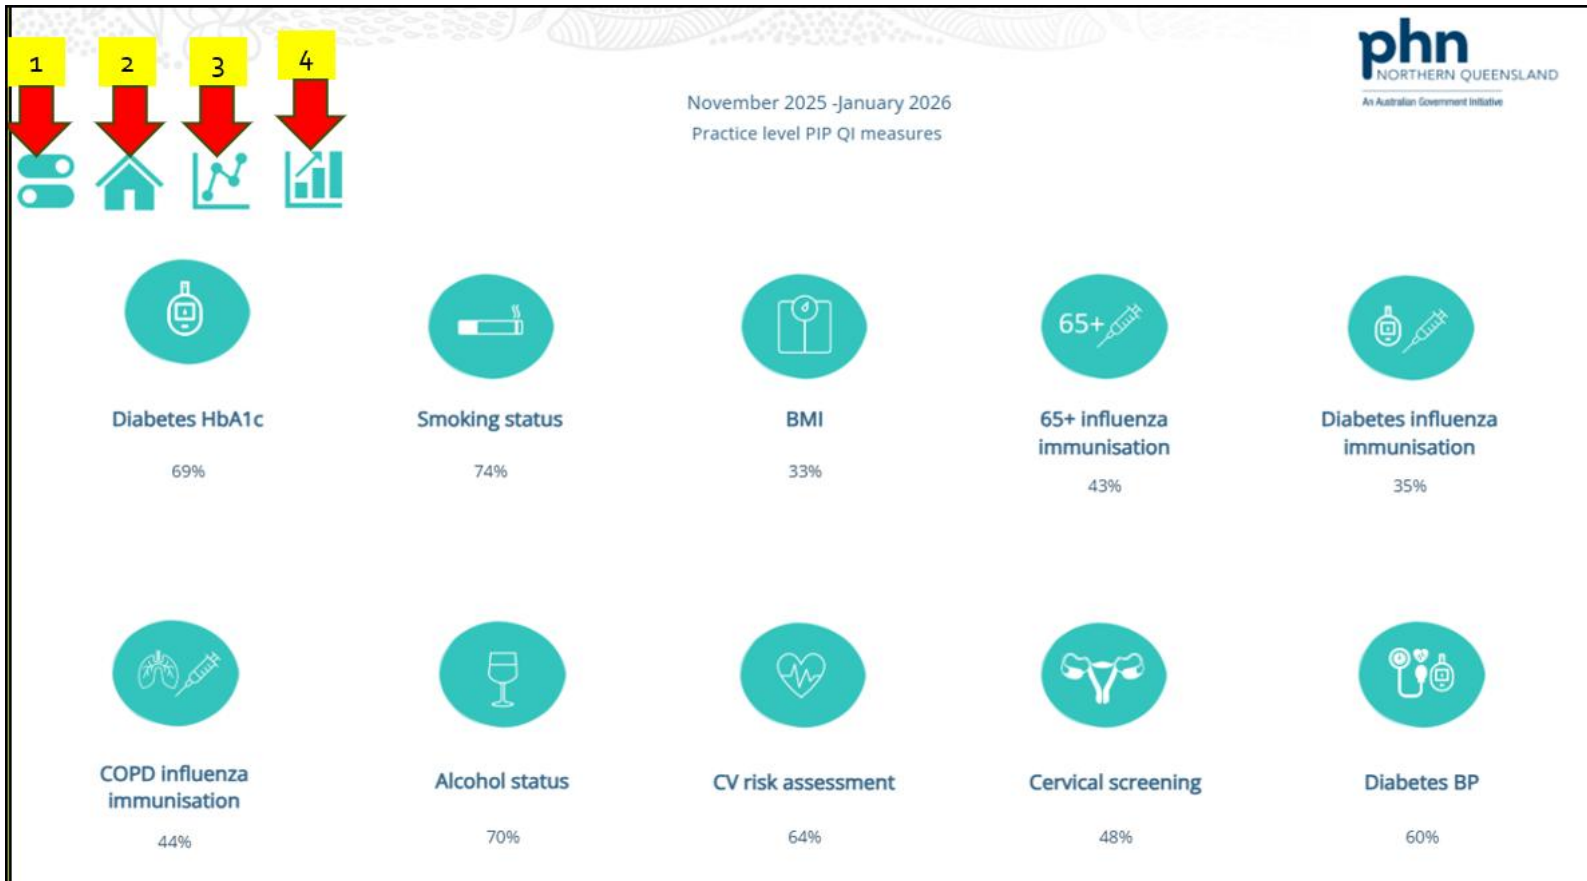 1
2
3
4
phn
NORTHERN QUEENSLAND
An Australian Government Initiative
November 2025 -January 2026
Practice level PIP QI measures
65+
Diabetes HbA1c
69%
Smoking status
74%
BMI
33%
65+ influenza
immunisation
43%
Diabetes influenza
immunisation
35%
COPD influenza
immunisation
44%
Alcohol status
70%
CV risk assessment
64%
Cervical screening
48%
Diabetes BP
60%